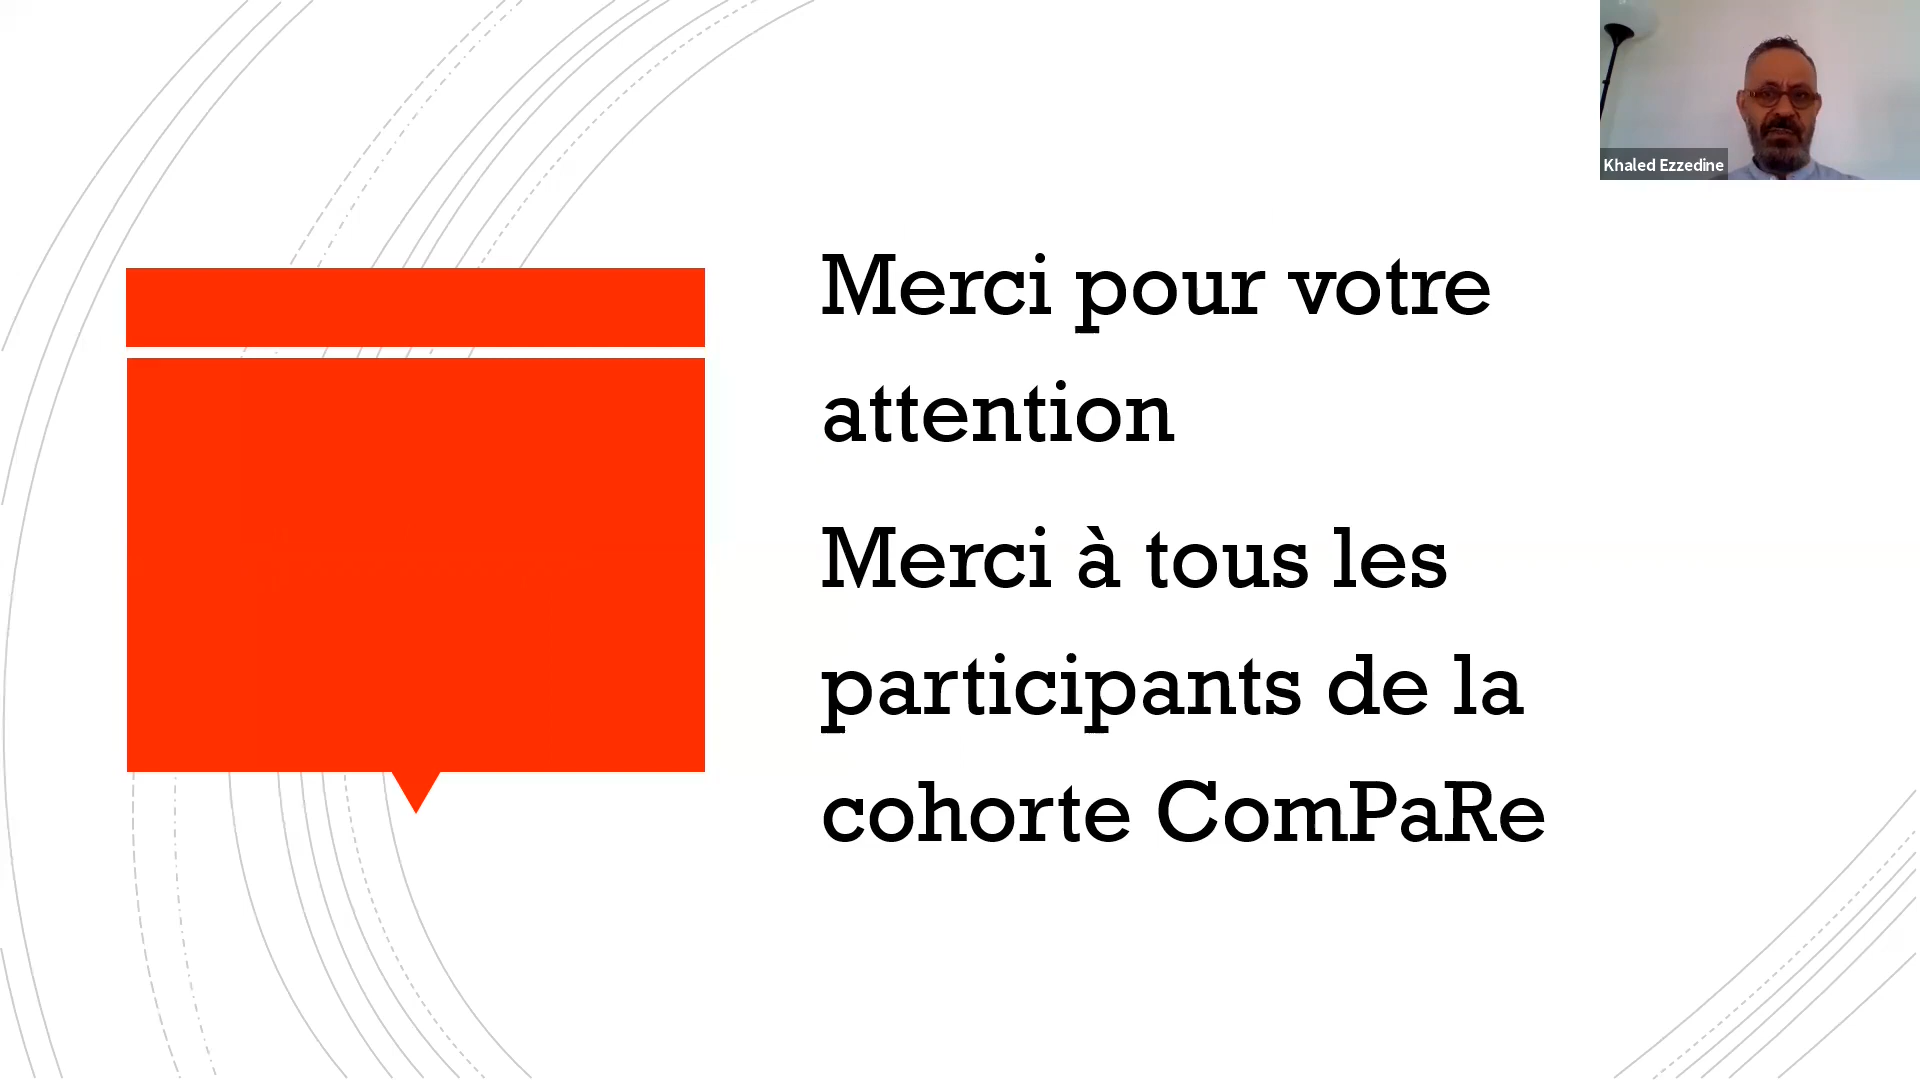 Khaled Ezzedine
Merci pour votre
attention
Merci à tous les
participants de la
cohorte ComPaRe